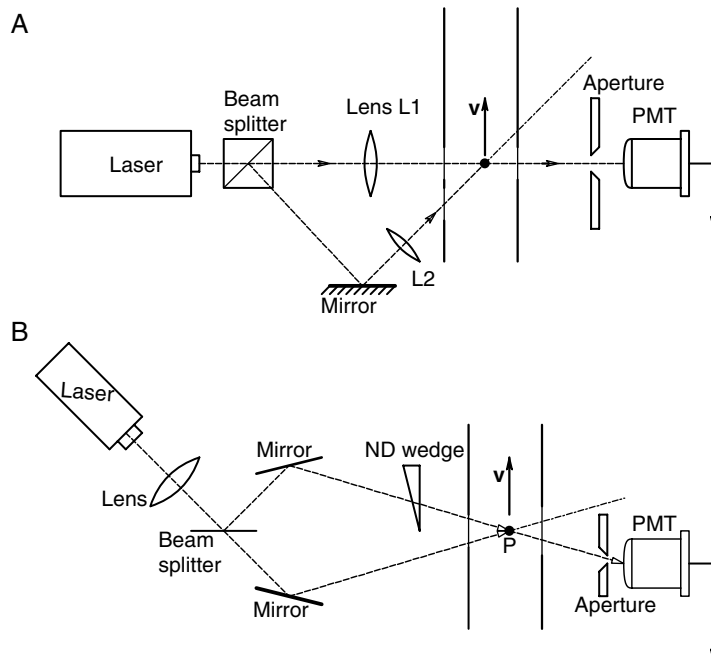 A
Beam
splitter
Lens L1
v
Aperture
PMT
Laser
L2
Mirror
B
Laser
Lens
Mirror
ND wedge
v
PMT
Beam
splitter
P
Mirror
Aperture